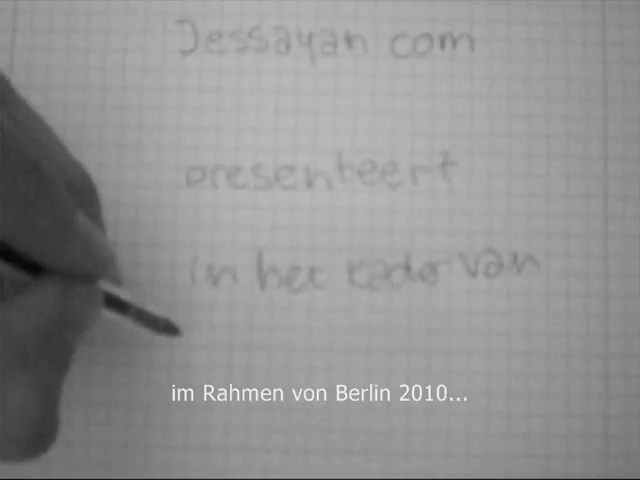 Jessayan com
presenteert
in het kader van
im Rahmen von Berlin 2010...